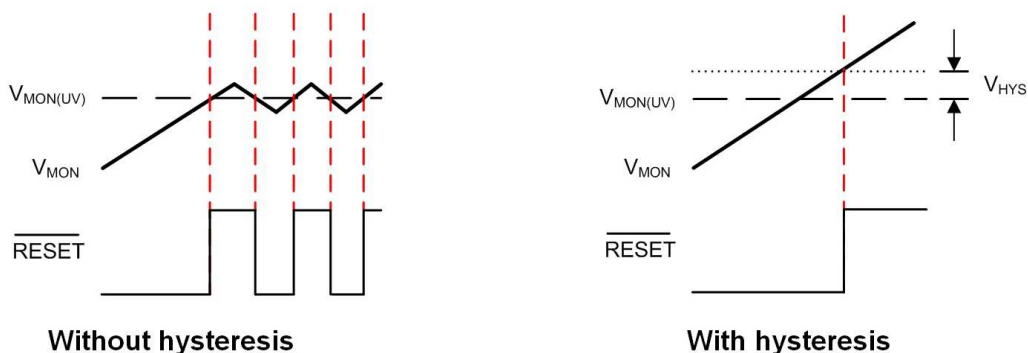 V_MON(UV)
V_MON
RESET
Without hysteresis
V_MON(UV)
V_HYS
V_MON
RESET
With hysteresis